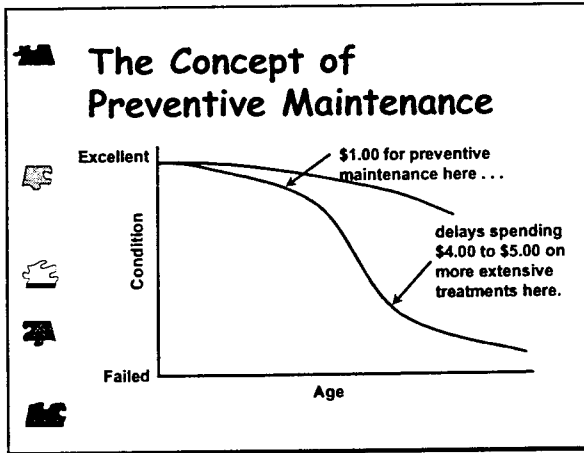 The Concept of
Preventive Maintenance
Excellent
$1.00 for preventive
maintenance here . . .
delays spending
$4.00 to $5.00 on
more extensive
treatments here.
Condition
Failed
Age